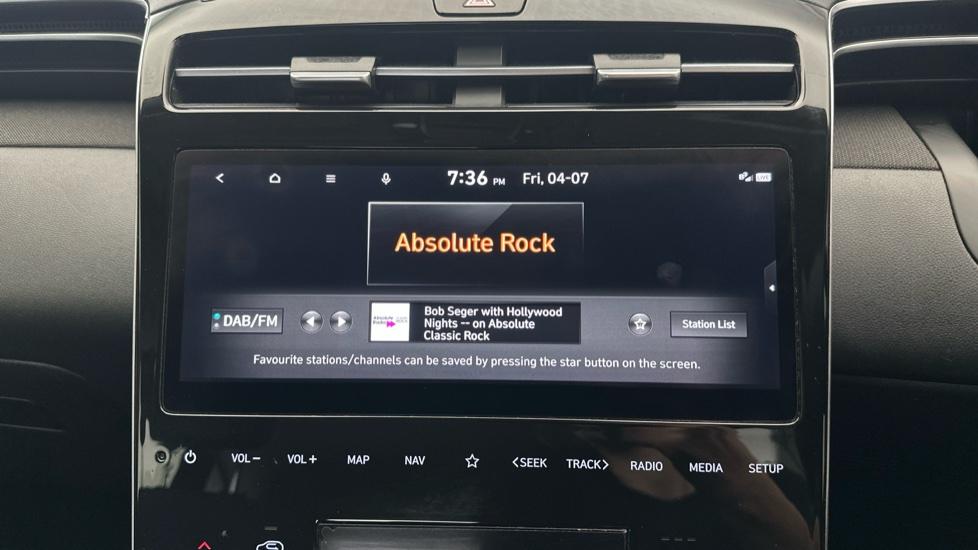 7:36 PM Fri, 04-07
LIVE
Absolute Rock
DAB/FM
Bob Seger with Hollywood
Nights -- on Absolute
Classic Rock
Station List
Favourite stations/channels can be saved by pressing the star button on the screen.
VOL− VOL+ MAP NAV <SEEK TRACK> RADIO MEDIA SETUP